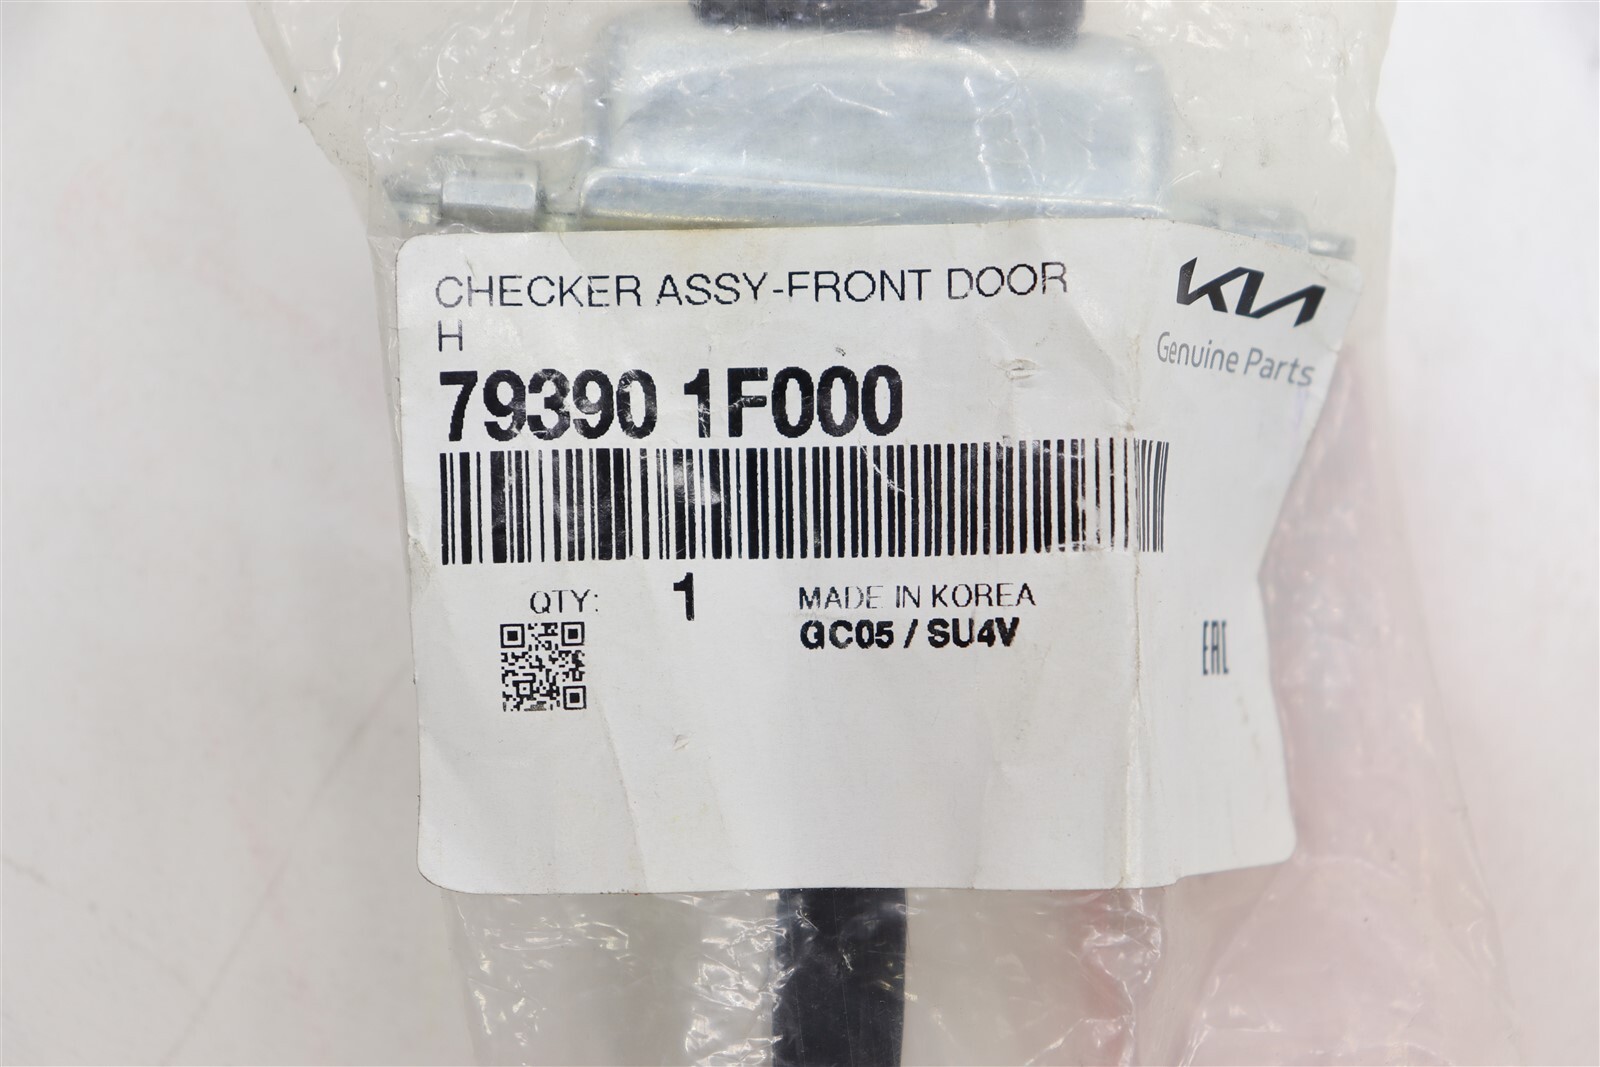 CHECKER ASSY-FRONT DOOR
H
KIA
Genuine Parts
79390 1F000
QTY: 1
MADE IN KOREA
GC05 / SU4V
EAC